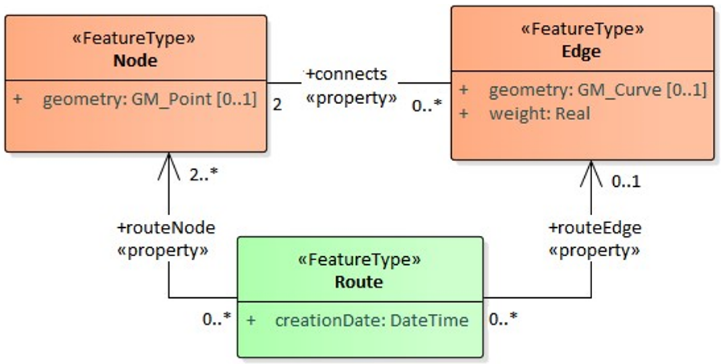 «FeatureType»
Node
+ geometry: GM_Point [0..1]
+connects
«property»
2
0..*
«FeatureType»
Edge
+ geometry: GM_Curve [0..1]
+ weight: Real
2..*
0..1
+routeNode
«property»
+routeEdge
«property»
«FeatureType»
Route
+ creationDate: DateTime
0..*
0..*